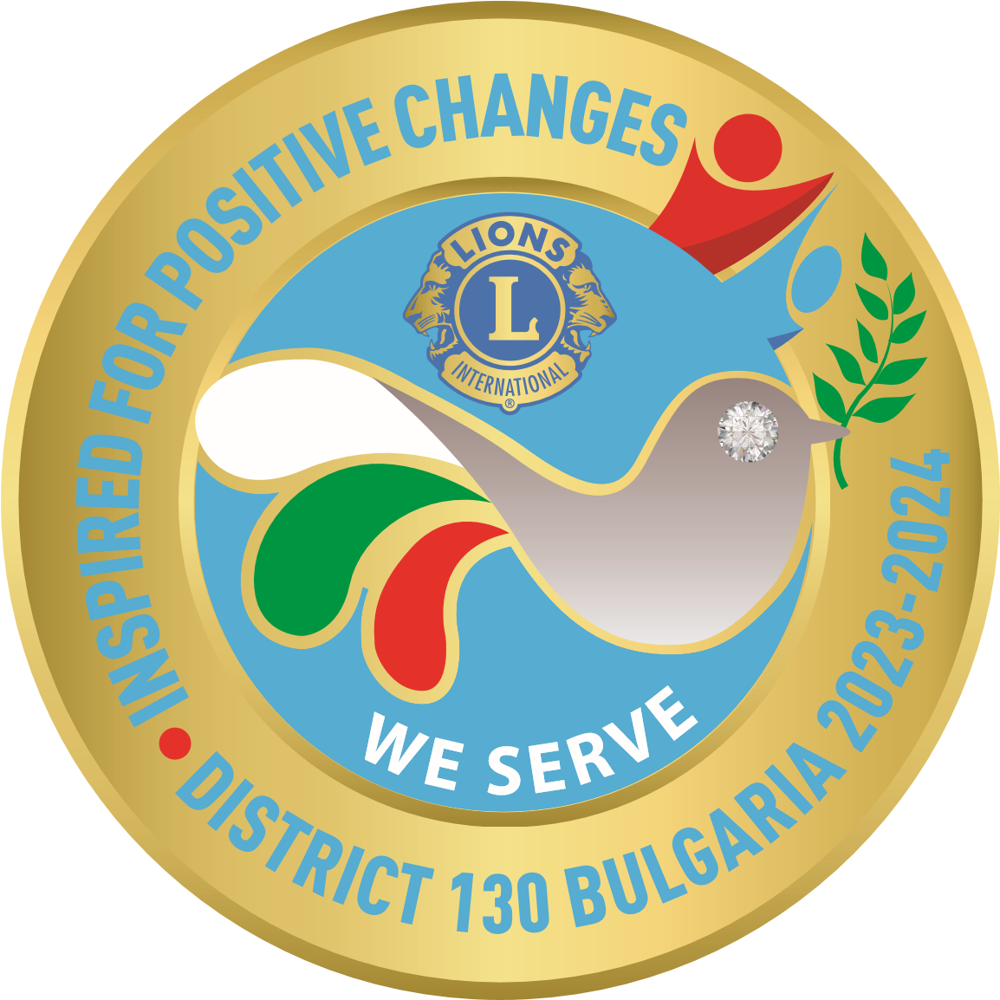 INSPIRED FOR POSITIVE CHANGES
LIONS
L
INTERNATIONAL
®
WE SERVE
• DISTRICT 130 BULGARIA 2023-2024